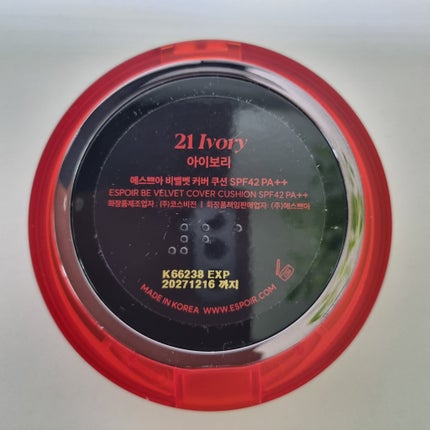 21 Ivory
아이보리
에스쁘아 비벨벳 커버 쿠션 SPF42 PA++
ESPOIR BE VELVET COVER CUSHION SPF42 PA++
화장품제조업자 : (주)코스비전 | 화장품책임판매업자 : (주)에스쁘아
K66238 EXP
20271216 까지
MADE IN KOREA WWW.ESPOIR.COM